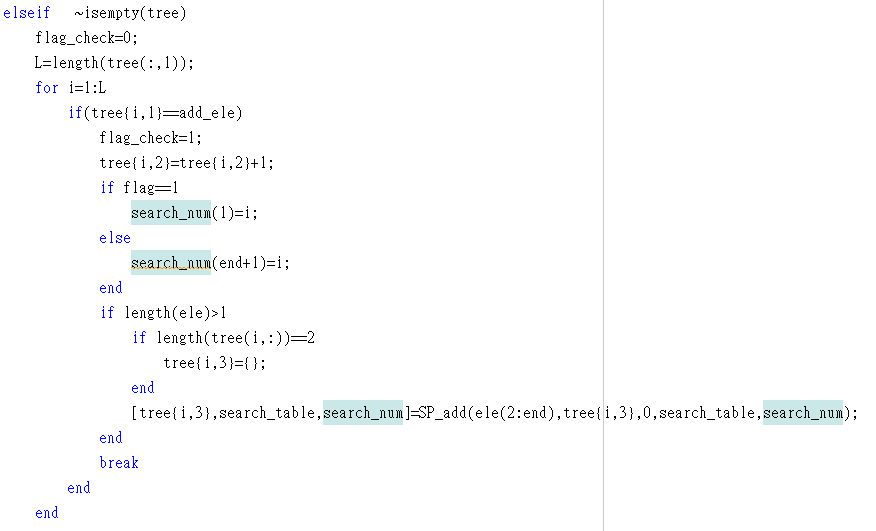 elseif   ~isempty(tree)
    flag_check=0;
    L=length(tree(:,1));
    for i=1:L
        if(tree{i,1}==add_ele)
            flag_check=1;
            tree{i,2}=tree{i,2}+1;
            if flag==1
                search_num(1)=i;
            else
                search_num(end+1)=i;
            end
            if length(ele)>1
                if length(tree(i,:))==2
                    tree{i,3}={};
                end
                [tree{i,3},search_table,search_num]=SP_add(ele(2:end),tree{i,3},0,search_table,search_num);
            end
            break
        end
    end